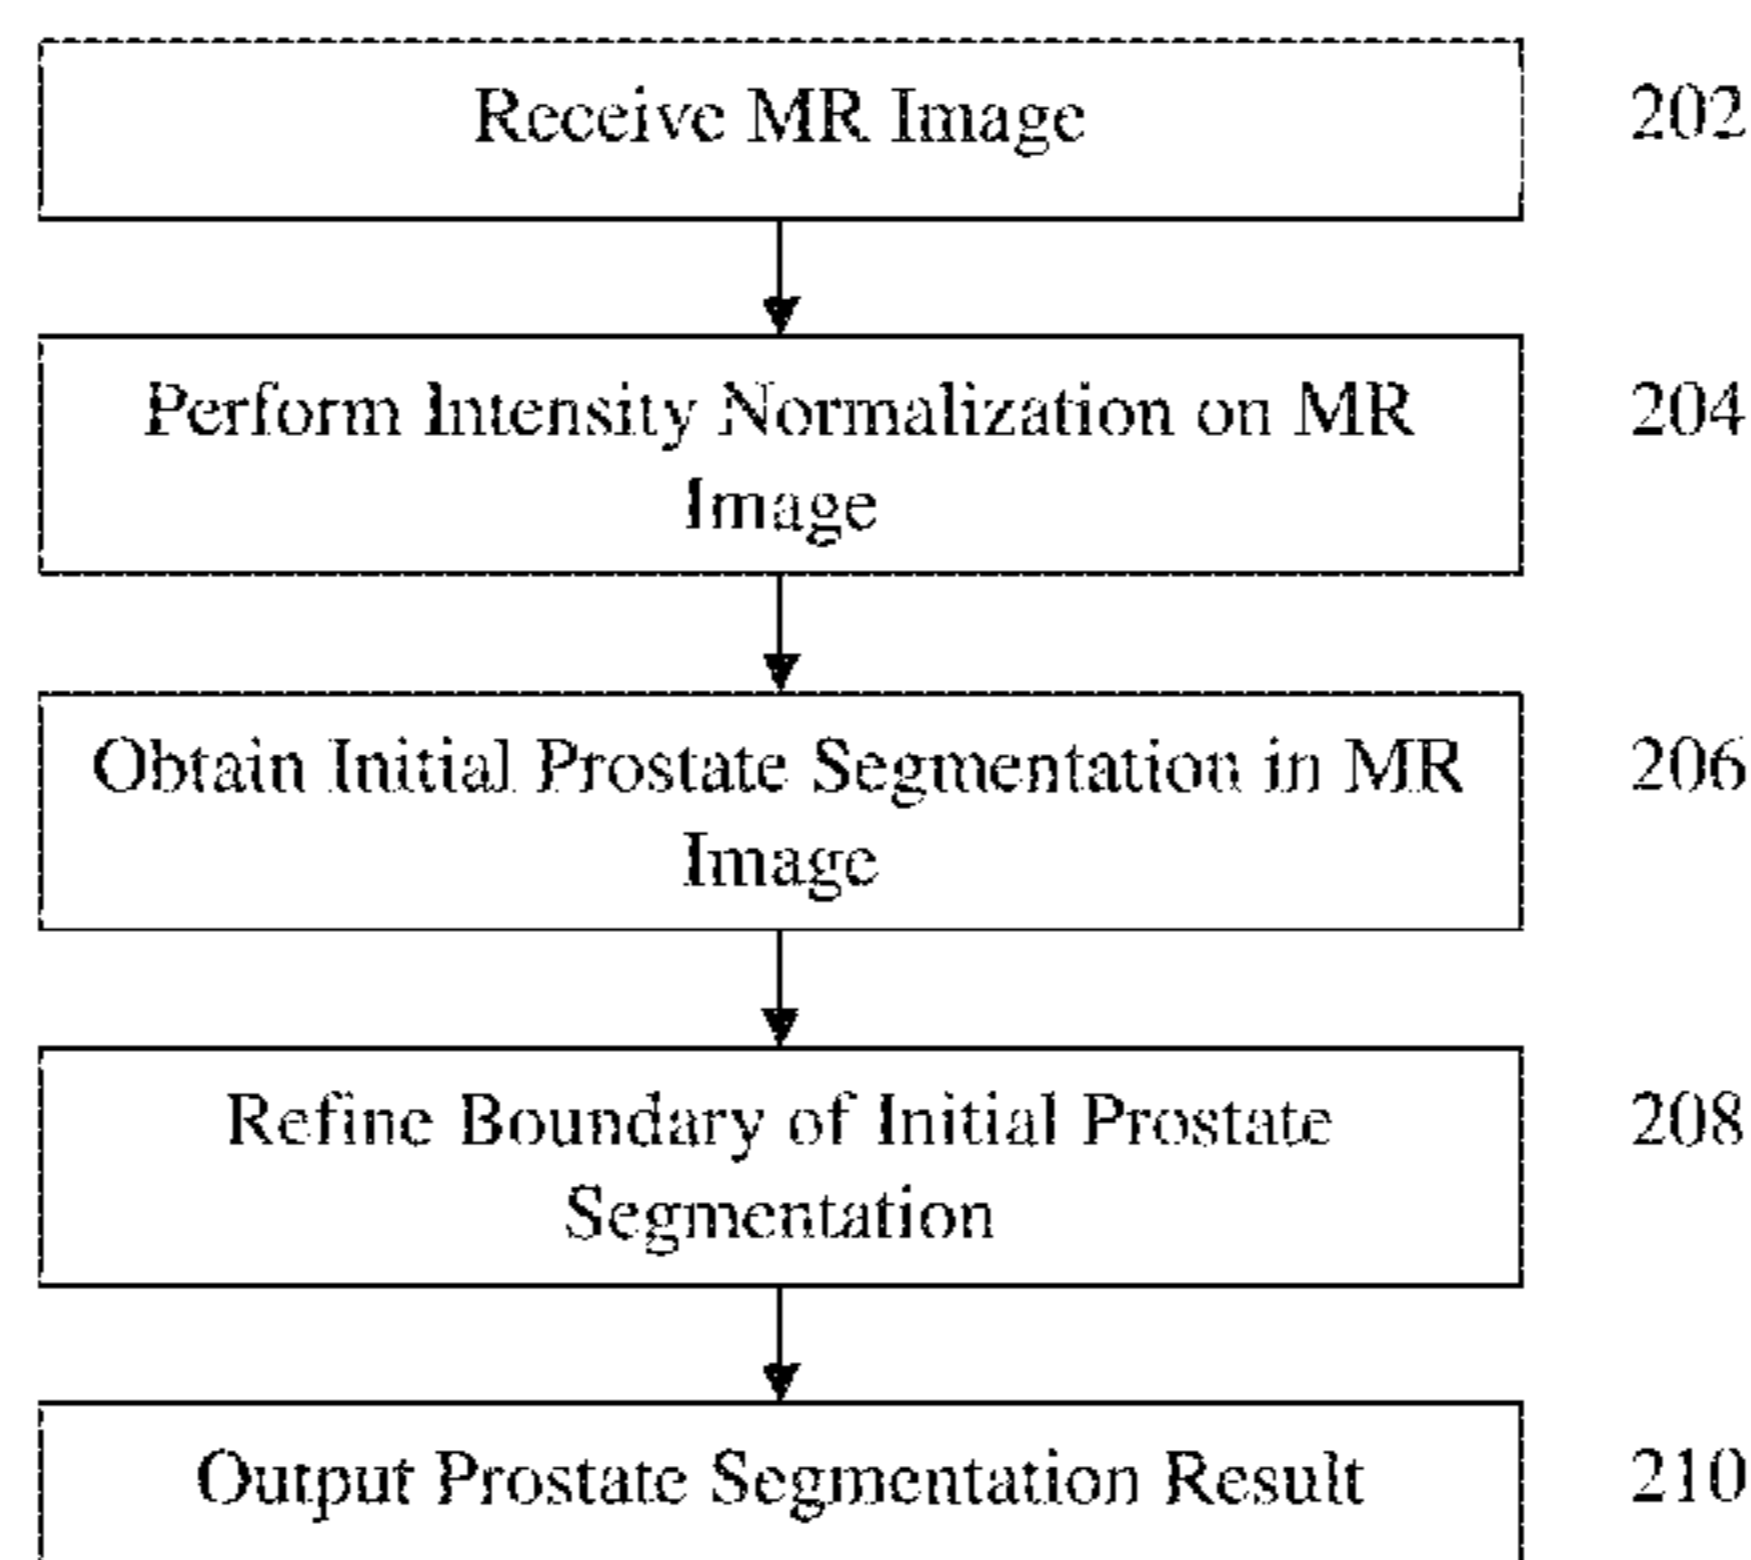 Receive MR Image
202
Perform Intensity Normalization on MR
Image
204
Obtain Initial Prostate Segmentation in MR
Image
206
Refine Boundary of Initial Prostate
Segmentation
208
Output Prostate Segmentation Result
210